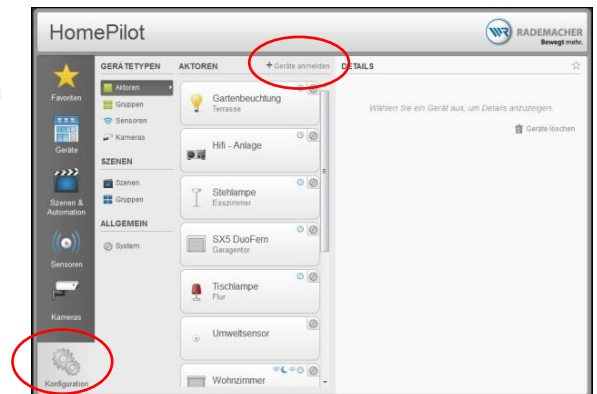 HomePilot
RADEMACHER
Bewegt mehr.
Favoriten
Geräte
Szenen &
Automation
Sensoren
Kameras
Konfiguration
GERÄTETYPEN
Aktoren
Gruppen
Sensoren
Kameras
SZENEN
Szenen
Gruppen
ALLGEMEIN
System
AKTOREN
+ Geräte anmelden
Gartenbeuchtung
Terrasse
Hifi - Anlage
Stehlampe
Esszimmer
SX5 DuoFern
Garagentor
Tischlampe
Flur
Umweltsensor
Wohnzimmer
DETAILS
Wählen Sie ein Gerät aus, um Details anzuzeigen.
Geräte löschen